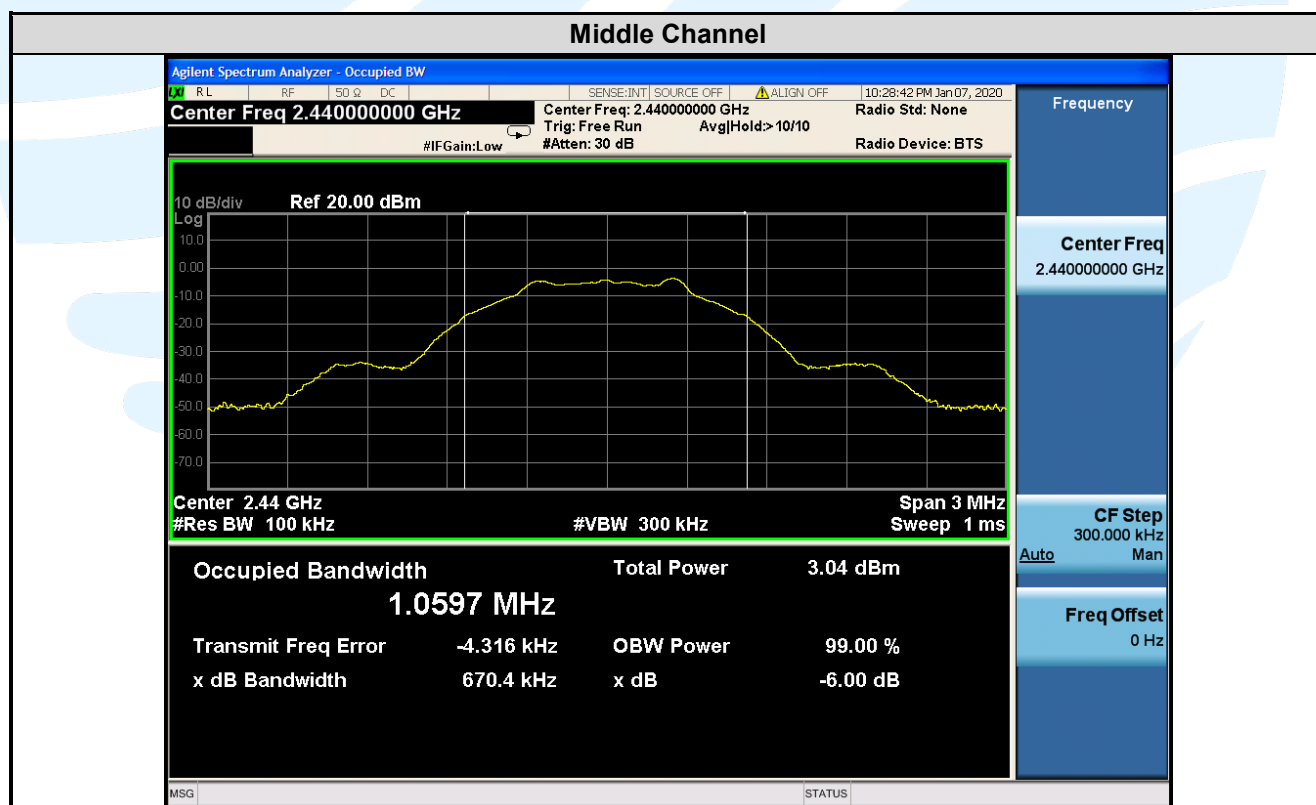 Middle Channel
Agilent Spectrum Analyzer - Occupied BW
LXI RL RF 50 Ω DC SENSE:INT SOURCE OFF ALIGN OFF 10:28:42 PM Jan 07, 2020
Center Freq 2.440000000 GHz
#IFGain:Low
Center Freq: 2.440000000 GHz
Trig: Free Run Avg|Hold:> 10/10
#Atten: 30 dB
Radio Std: None
Radio Device: BTS
Frequency
10 dB/div Ref 20.00 dBm
Log
10.0
0.00
-10.0
-20.0
-30.0
-40.0
-50.0
-60.0
-70.0
Center 2.44 GHz Span 3 MHz
#Res BW 100 kHz #VBW 300 kHz Sweep 1 ms
Occupied Bandwidth Total Power 3.04 dBm
1.0597 MHz
Transmit Freq Error -4.316 kHz OBW Power 99.00 %
x dB Bandwidth 670.4 kHz x dB -6.00 dB
Center Freq
2.440000000 GHz
CF Step
300.000 kHz
Auto Man
Freq Offset
0 Hz
MSG STATUS